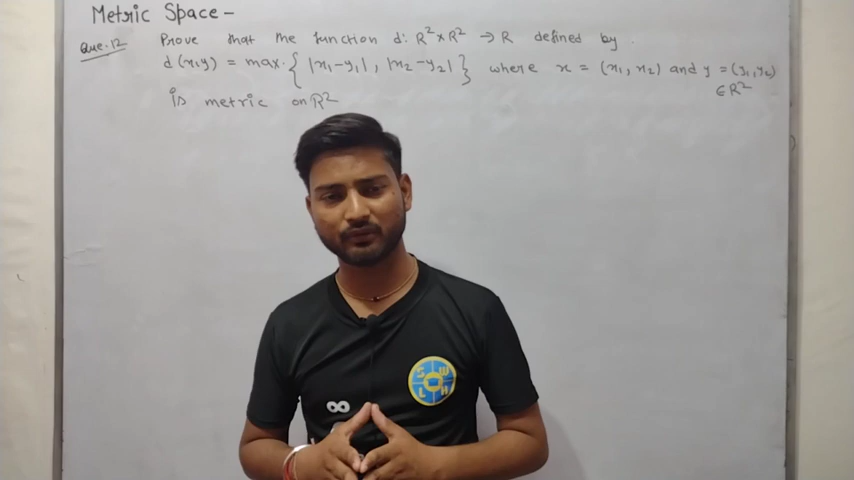 Metric Space -
Que. 12 Prove that the function d: R² × R² → R defined by.
d(x,y) = max. { |x₁-y₁| , |x₂-y₂| } where x = (x₁, x₂) and y = (y₁, y₂)
∈ R²
is metric on R²
G W
L H